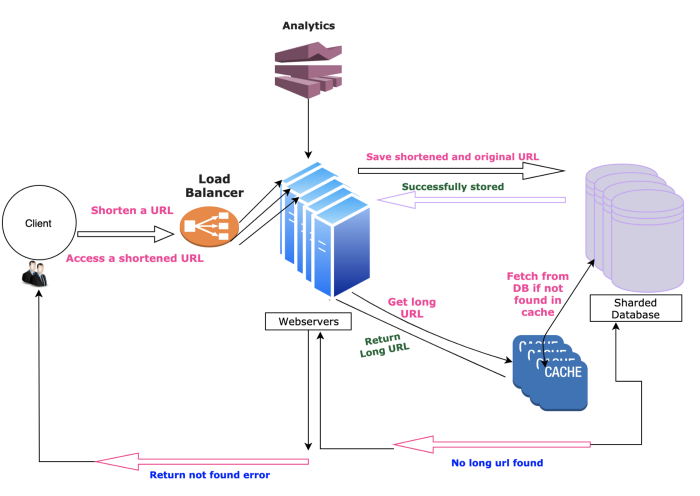 Analytics
Save shortened and original URL
Load
Balancer
Successfully stored
Shorten a URL
Client
Access a shortened URL
Fetch from
DB if not
found in
cache
Get long
URL
Sharded
Database
Webservers
Return
Long URL
CACHE
CACHE
CACHE
CACHE
No long url found
Return not found error